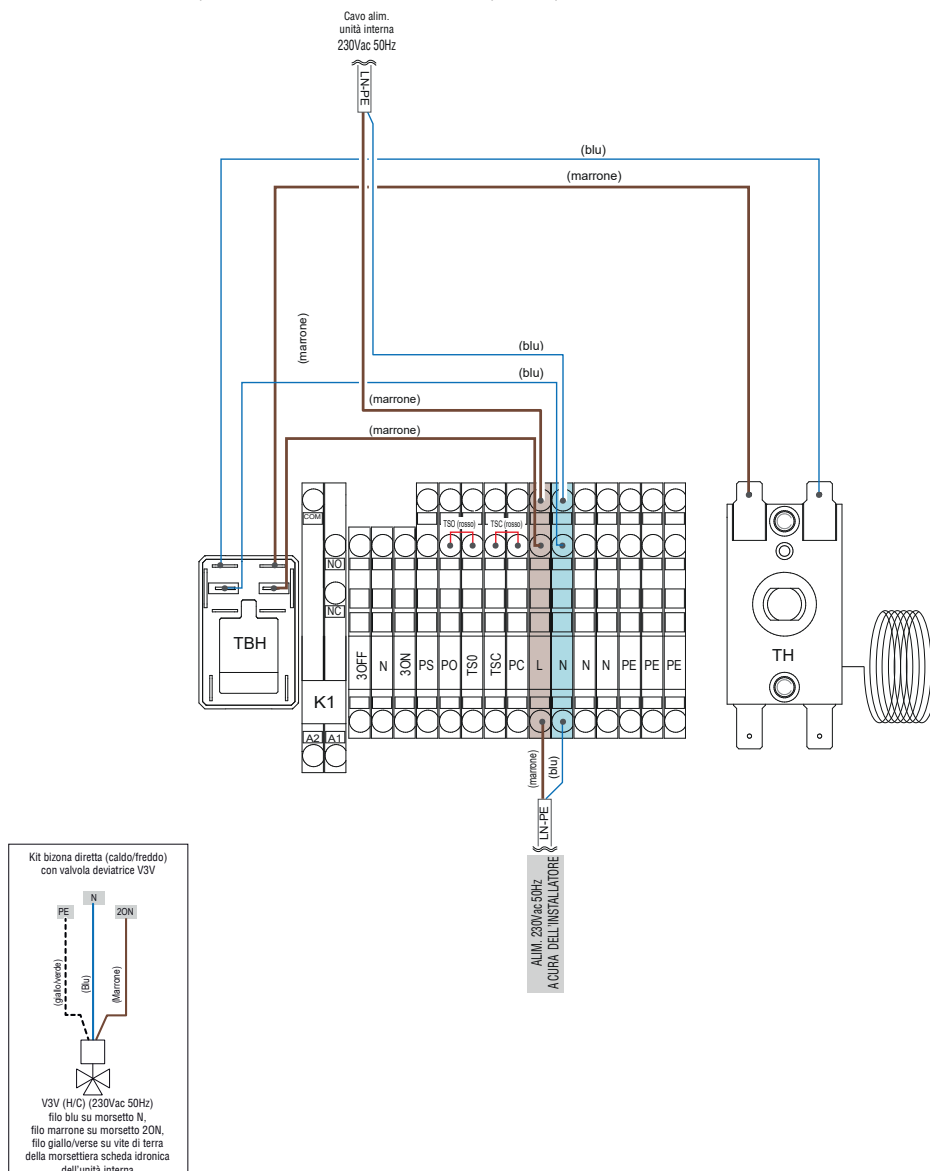 Cavo alim.
unità interna
230Vac 50Hz
LN-PE
(blu)
(marrone)
(marrone)
(blu)
(blu)
(marrone)
(marrone)
COM
TS0 (rosso)
TSC (rosso)
NO
NC
TBH
K1
A2
A1
3OFF
N
3ON
PS
PO
TS0
TSC
PC
L
N
N
N
PE
PE
PE
TH
(marrone)
(blu)
LN-PE
ALIM. 230Vac 50Hz
A CURA DELL'INSTALLATORE
Kit bizona diretta (caldo/freddo)
con valvola deviatrice V3V
PE
N
2ON
(giallo/verde)
(Blu)
(Marrone)
V3V (H/C) (230Vac 50Hz)
filo blu su morsetto N,
filo marrone su morsetto 2ON,
filo giallo/verse su vite di terra
della morsettiera scheda idronica
dell'unità interna